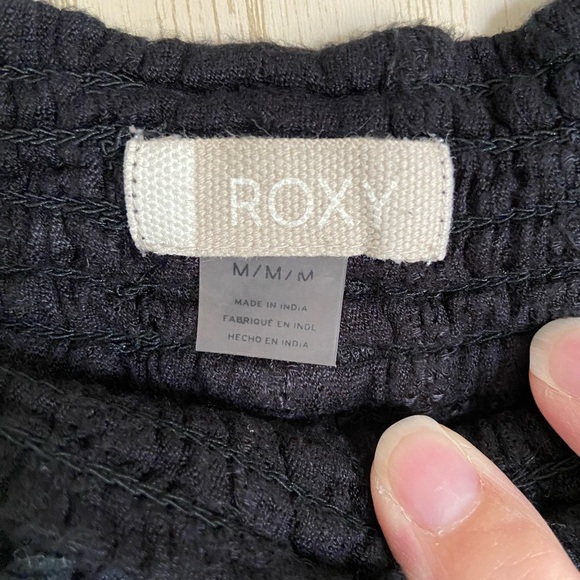 ROXY
M/M/M
MADE IN INDIA
FABRIQUÉ EN INDE
HECHO EN INDIA